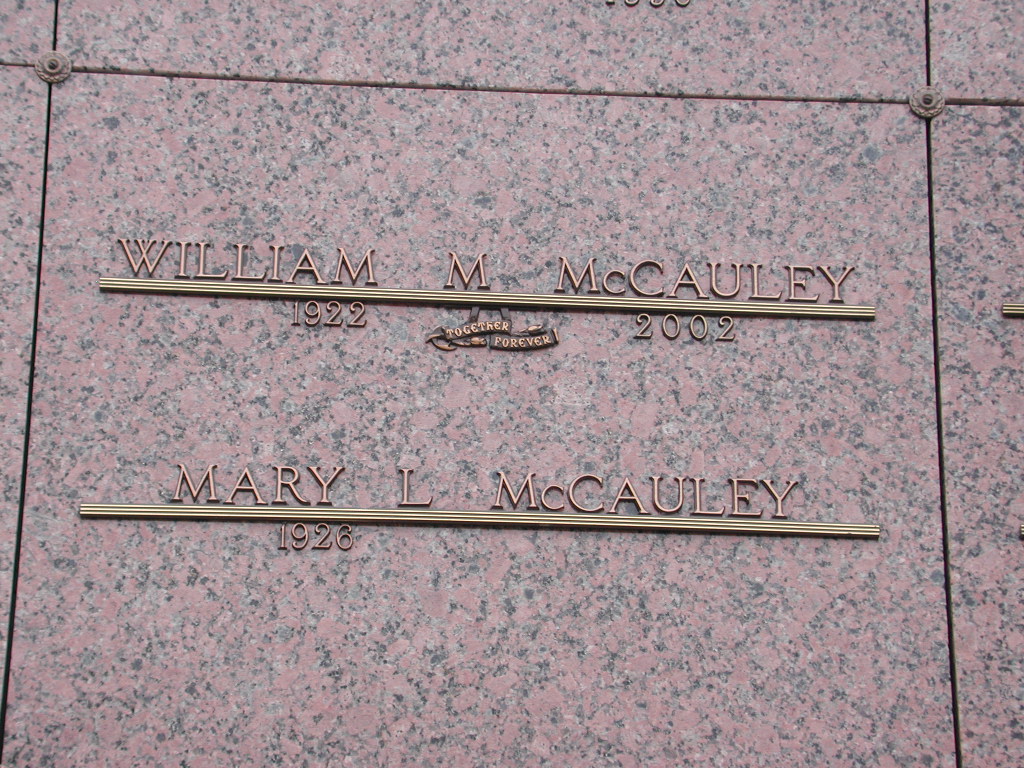 WILLIAM M McCAULEY
1922 2002
TOGETHER
FOREVER
MARY L McCAULEY
1926